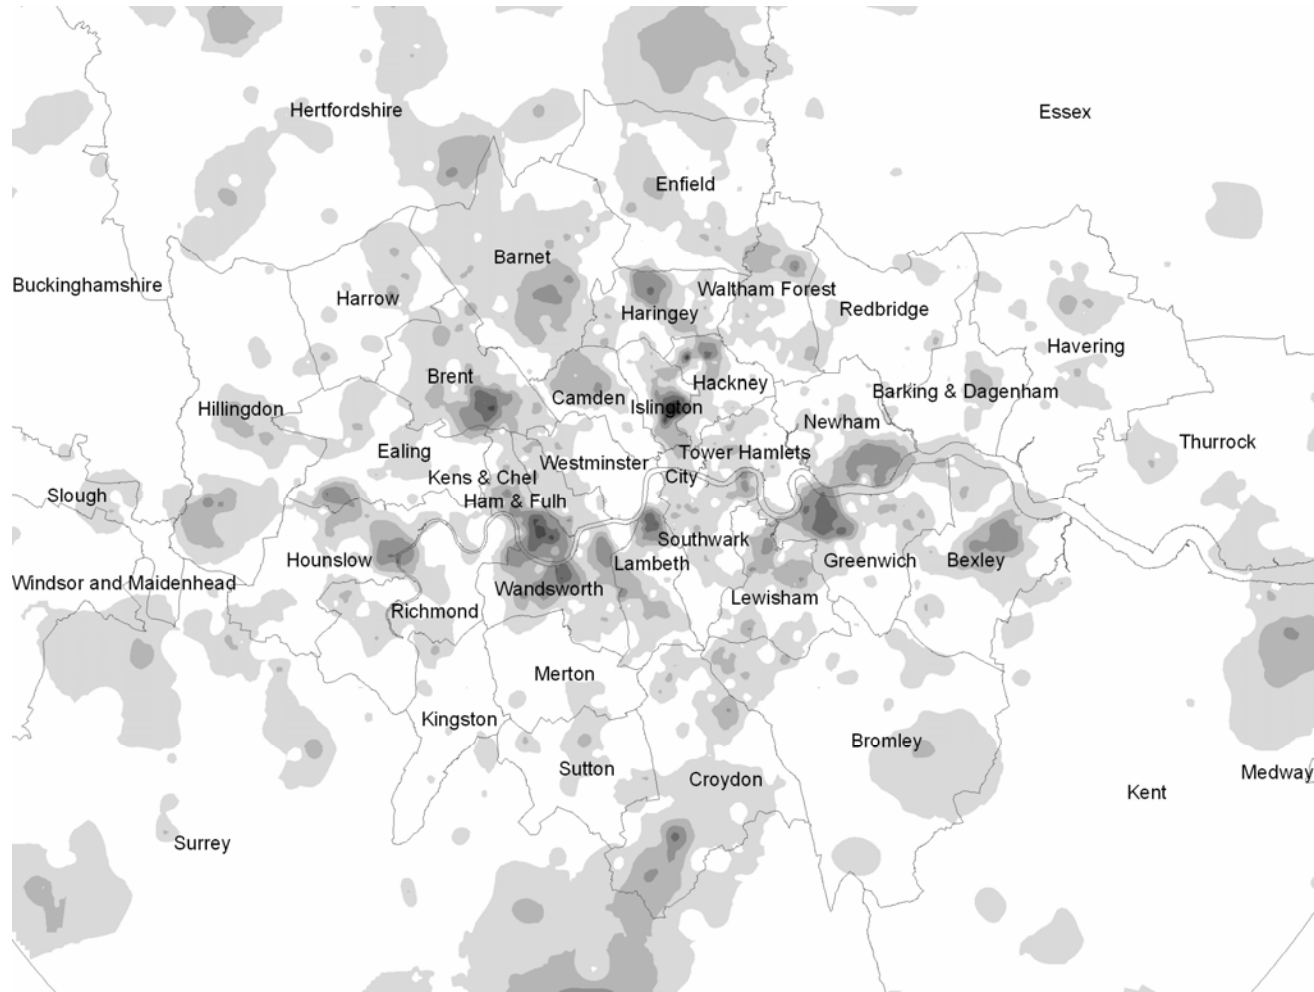 Hertfordshire
Essex
Enfield
Barnet
Buckinghamshire
Harrow
Waltham Forest
Haringey
Redbridge
Havering
Brent
Hackney
Barking & Dagenham
Camden
Islington
Hillingdon
Newham
Thurrock
Ealing
Tower Hamlets
Westminster
Kens & Chel
City
Slough
Ham & Fulh
Southwark
Hounslow
Lambeth
Greenwich
Bexley
Windsor and Maidenhead
Wandsworth
Lewisham
Richmond
Merton
Kingston
Bromley
Sutton
Croydon
Medway
Kent
Surrey